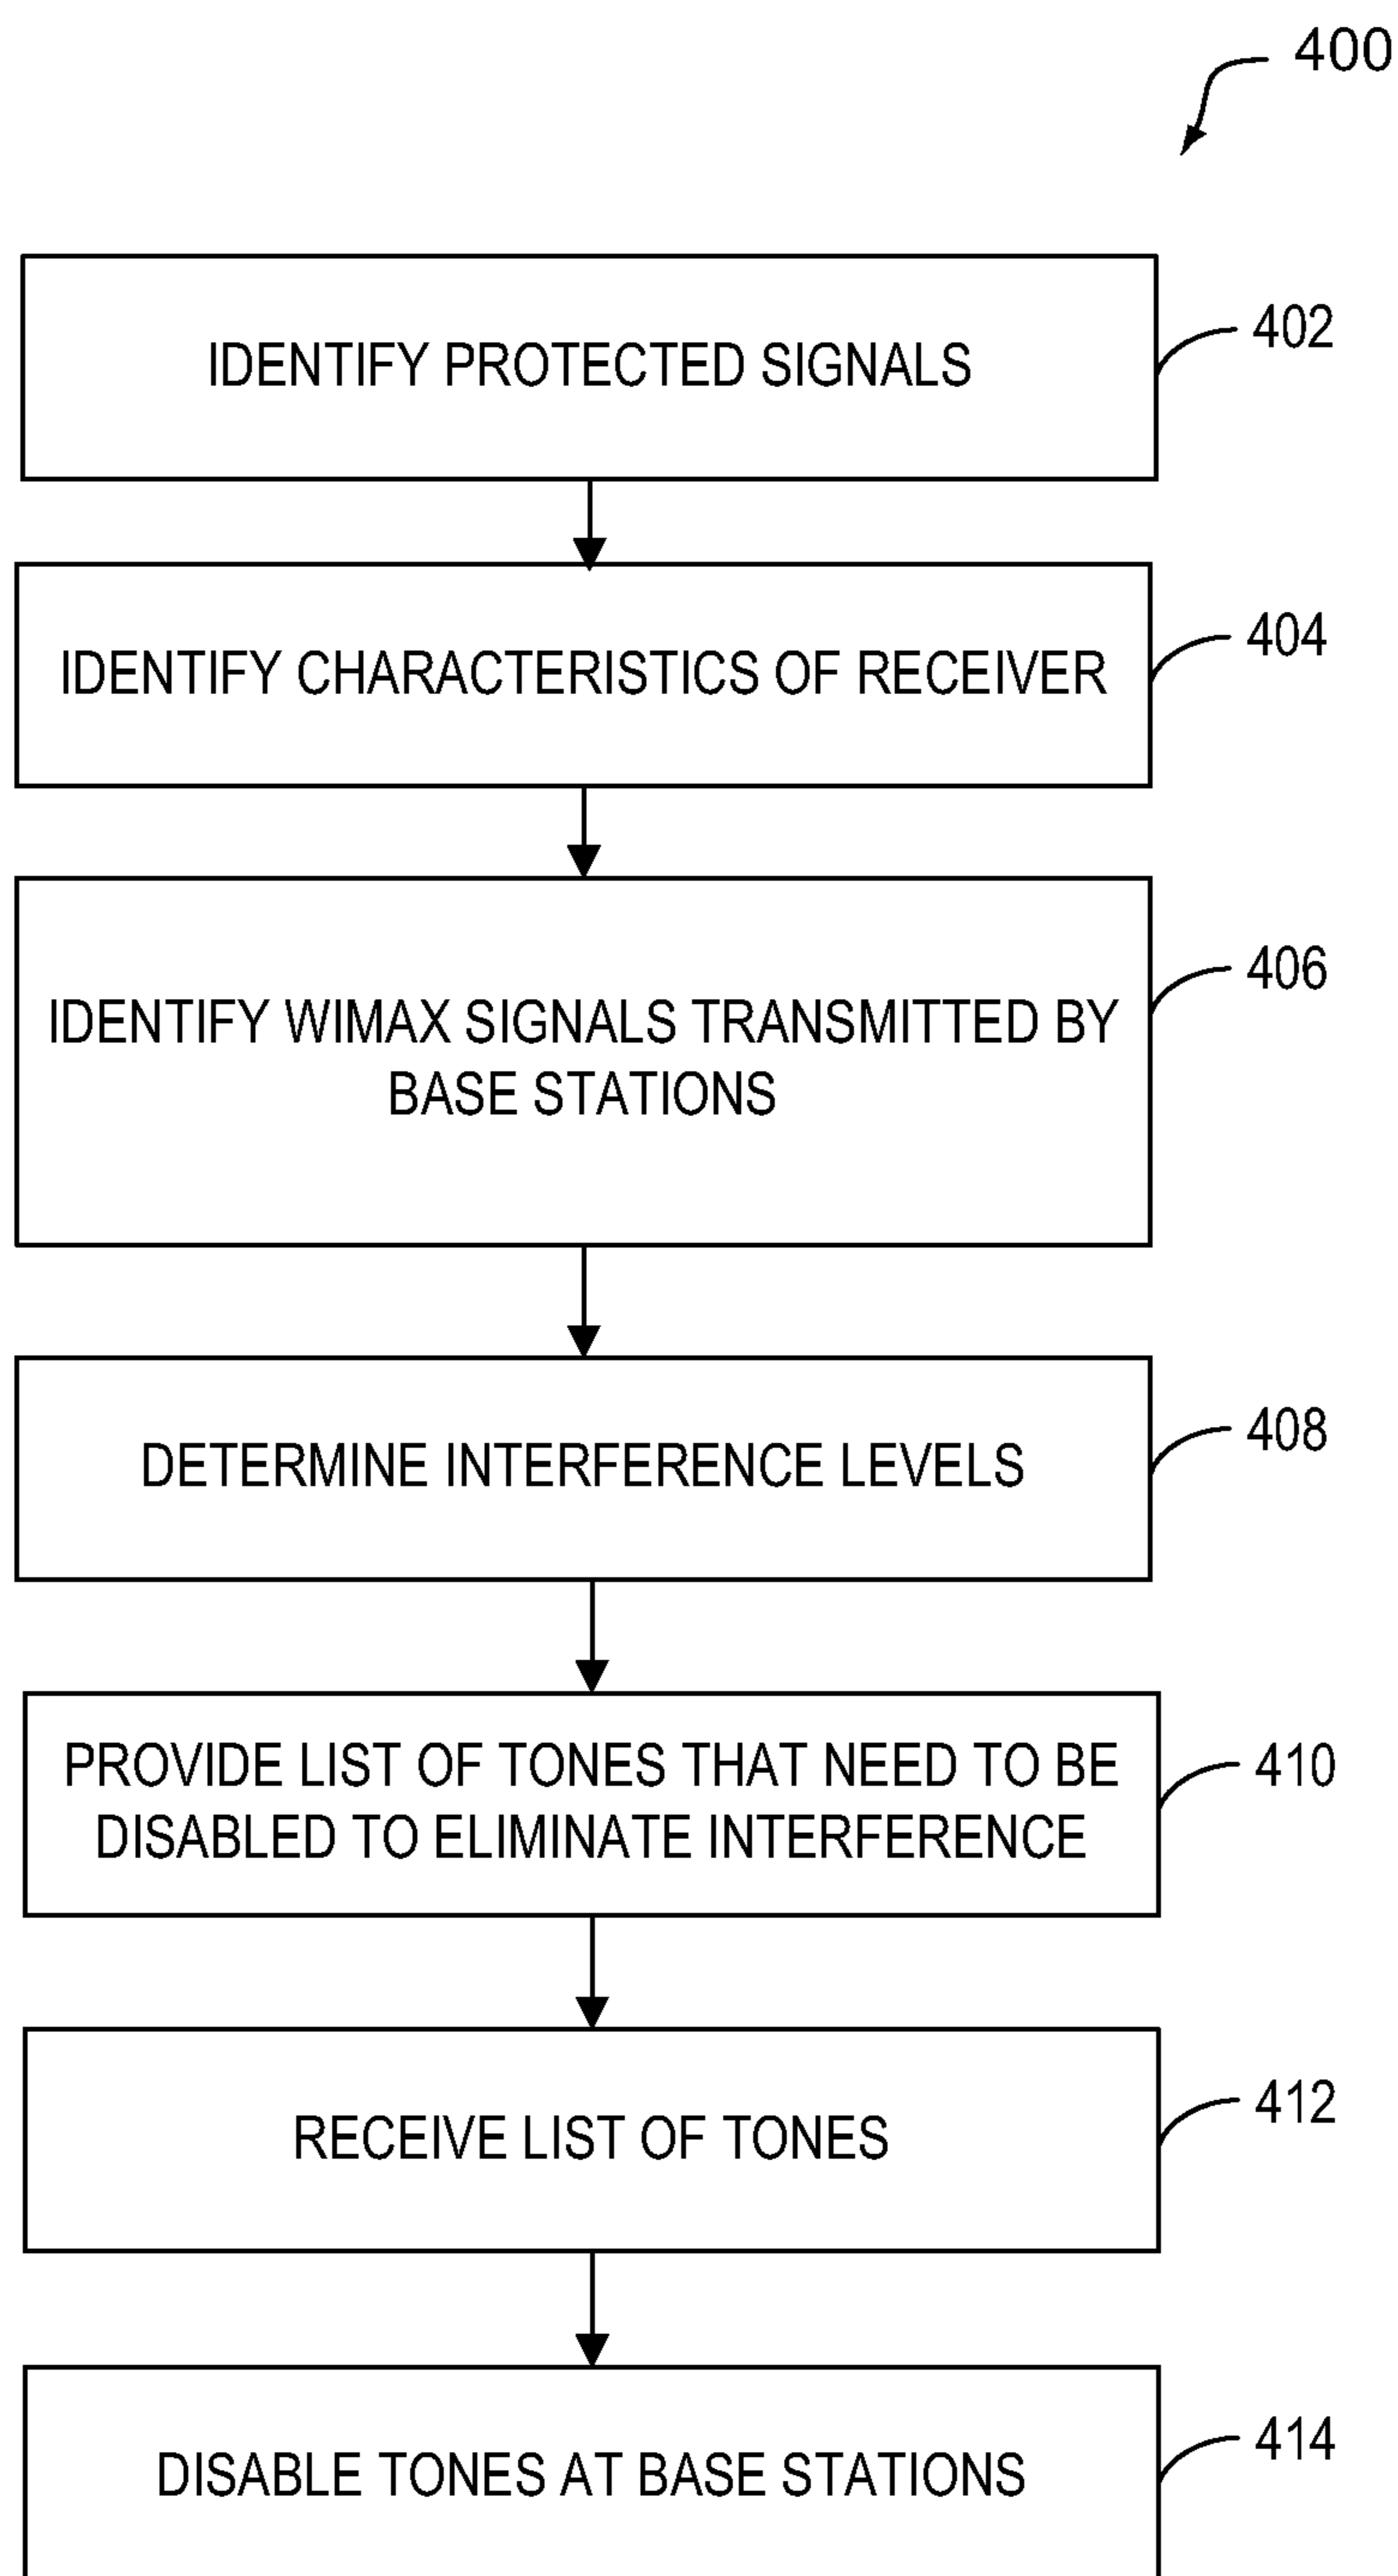 400
IDENTIFY PROTECTED SIGNALS
402
IDENTIFY CHARACTERISTICS OF RECEIVER
404
IDENTIFY WIMAX SIGNALS TRANSMITTED BY
BASE STATIONS
406
DETERMINE INTERFERENCE LEVELS
408
PROVIDE LIST OF TONES THAT NEED TO BE
DISABLED TO ELIMINATE INTERFERENCE
410
RECEIVE LIST OF TONES
412
DISABLE TONES AT BASE STATIONS
414